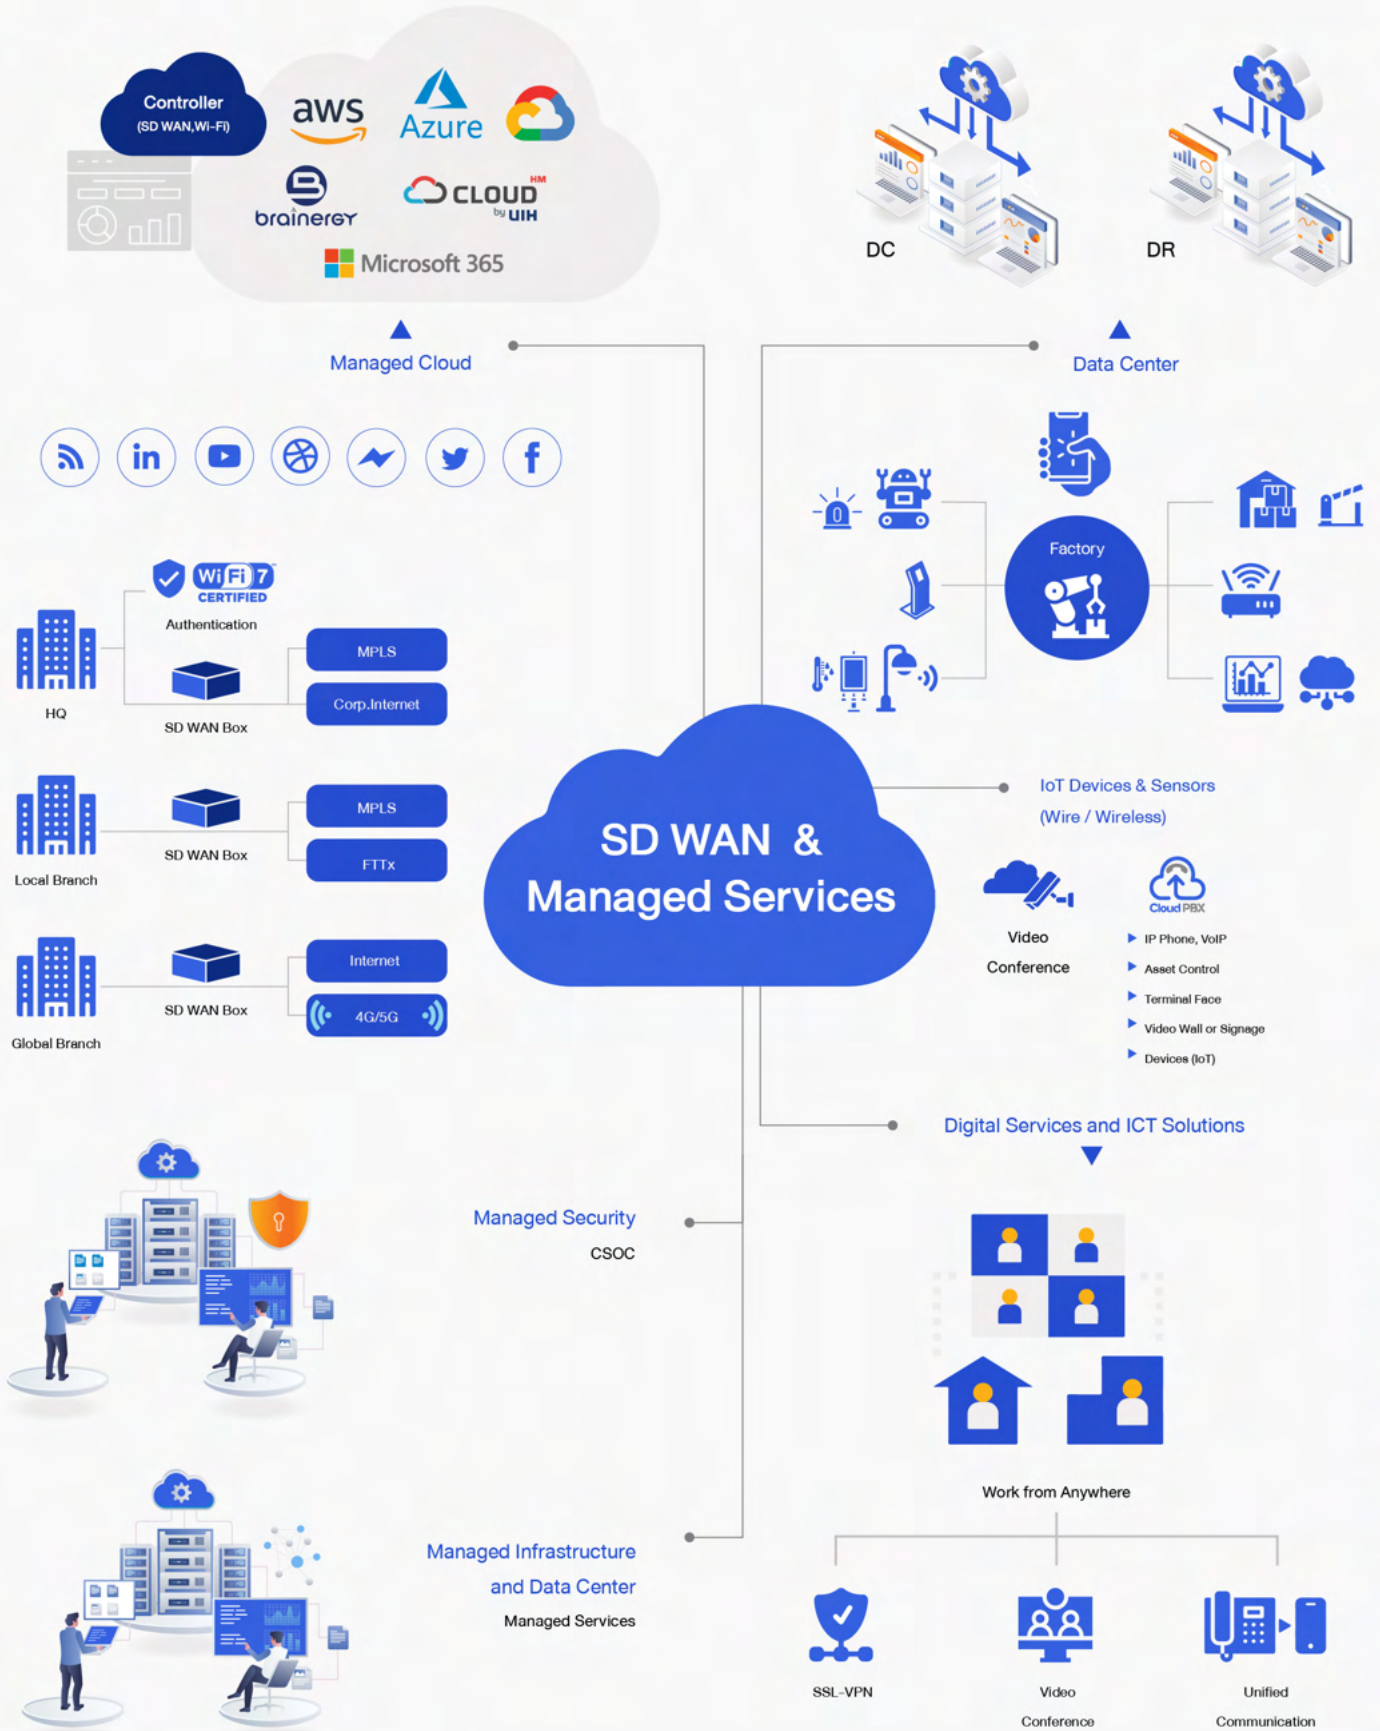 Controller
(SD WAN,Wi-Fi)
aws
Azure
brainergy
CLOUD HM
by UIH
Microsoft 365
Managed Cloud
DC
DR
Data Center
in
f
Factory
Wi Fi 7
CERTIFIED
Authentication
HQ
SD WAN Box
MPLS
Corp.Internet
Local Branch
SD WAN Box
MPLS
FTTx
Global Branch
SD WAN Box
Internet
4G/5G
SD WAN &
Managed Services
IoT Devices & Sensors
(Wire / Wireless)
Video
Conference
Cloud PBX
IP Phone, VoIP
Asset Control
Terminal Face
Video Wall or Signage
Devices (IoT)
Digital Services and ICT Solutions
Managed Security
CSOC
Work from Anywhere
Managed Infrastructure
and Data Center
Managed Services
SSL-VPN
Video
Conference
Unified
Communication